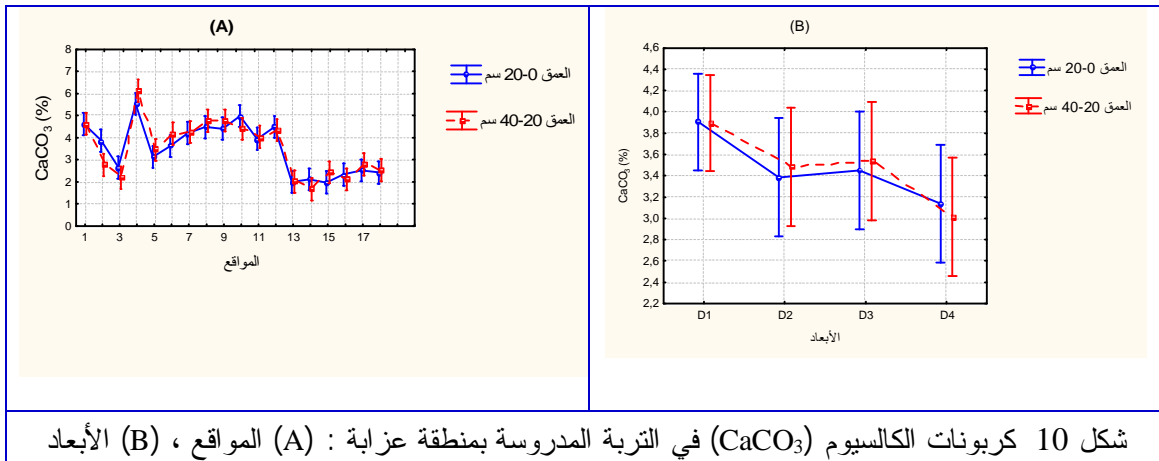 (A)
8
7
6
5
4
3
2
1
0
CaCO₃ (%)
1 3 5 7 9 11 13 15 17
المواقع
العمق 0-20 سم
العمق 20-40 سم
(B)
4,6
4,4
4,2
4,0
3,8
3,6
3,4
3,2
3,0
2,8
2,6
2,4
2,2
CaCO₃ (%)
D1 D2 D3 D4
الأبعاد
العمق 0-20 سم
العمق 20-40 سم
شكل 10 كربونات الكالسيوم (CaCO₃) في التربة المدروسة بمنطقة عزابة : (A) المواقع ، (B) الأبعاد